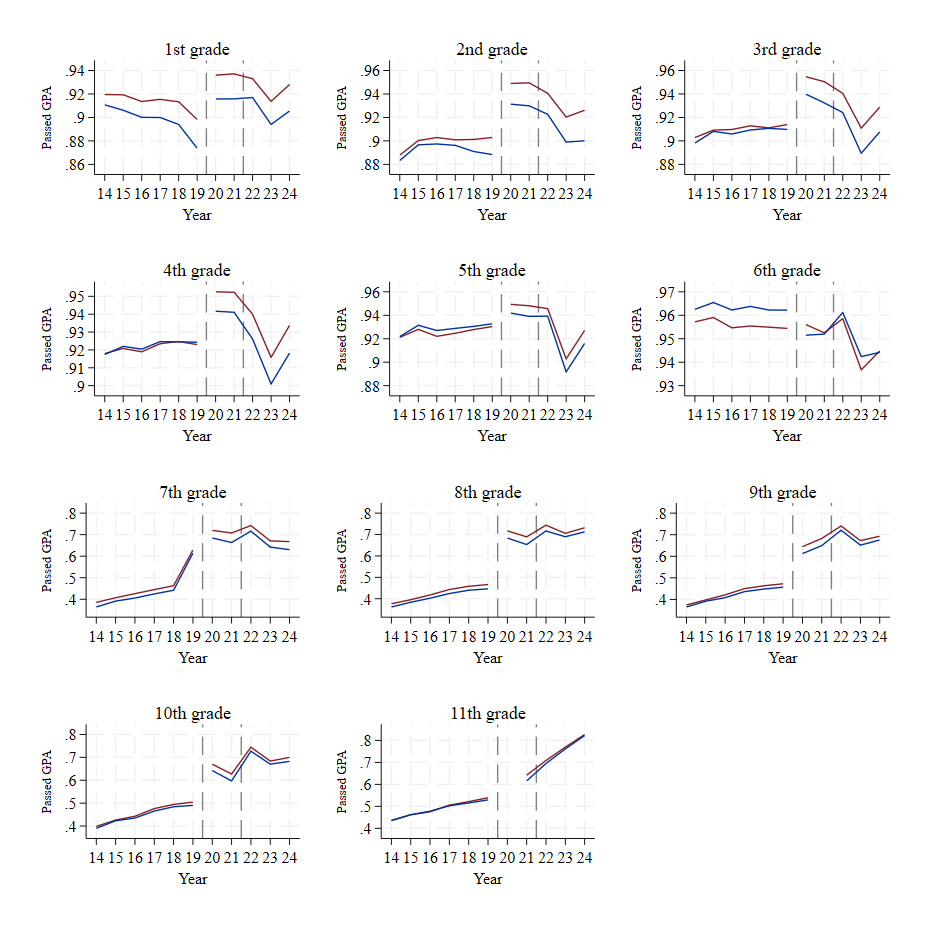 1st grade
Passed GPA
.94
.92
.9
.88
.86
14 15 16 17 18 19 20 21 22 23 24
Year
2nd grade
Passed GPA
.96
.94
.92
.9
.88
14 15 16 17 18 19 20 21 22 23 24
Year
3rd grade
Passed GPA
.96
.94
.92
.9
.88
14 15 16 17 18 19 20 21 22 23 24
Year
4th grade
Passed GPA
.95
.94
.93
.92
.91
.9
14 15 16 17 18 19 20 21 22 23 24
Year
5th grade
Passed GPA
.96
.94
.92
.9
.88
14 15 16 17 18 19 20 21 22 23 24
Year
6th grade
Passed GPA
.97
.96
.95
.94
.93
14 15 16 17 18 19 20 21 22 23 24
Year
7th grade
Passed GPA
.8
.7
.6
.5
.4
14 15 16 17 18 19 20 21 22 23 24
Year
8th grade
Passed GPA
.8
.7
.6
.5
.4
14 15 16 17 18 19 20 21 22 23 24
Year
9th grade
Passed GPA
.8
.7
.6
.5
.4
14 15 16 17 18 19 20 21 22 23 24
Year
10th grade
Passed GPA
.8
.7
.6
.5
.4
14 15 16 17 18 19 20 21 22 23 24
Year
11th grade
Passed GPA
.8
.7
.6
.5
.4
14 15 16 17 18 19 20 21 22 23 24
Year